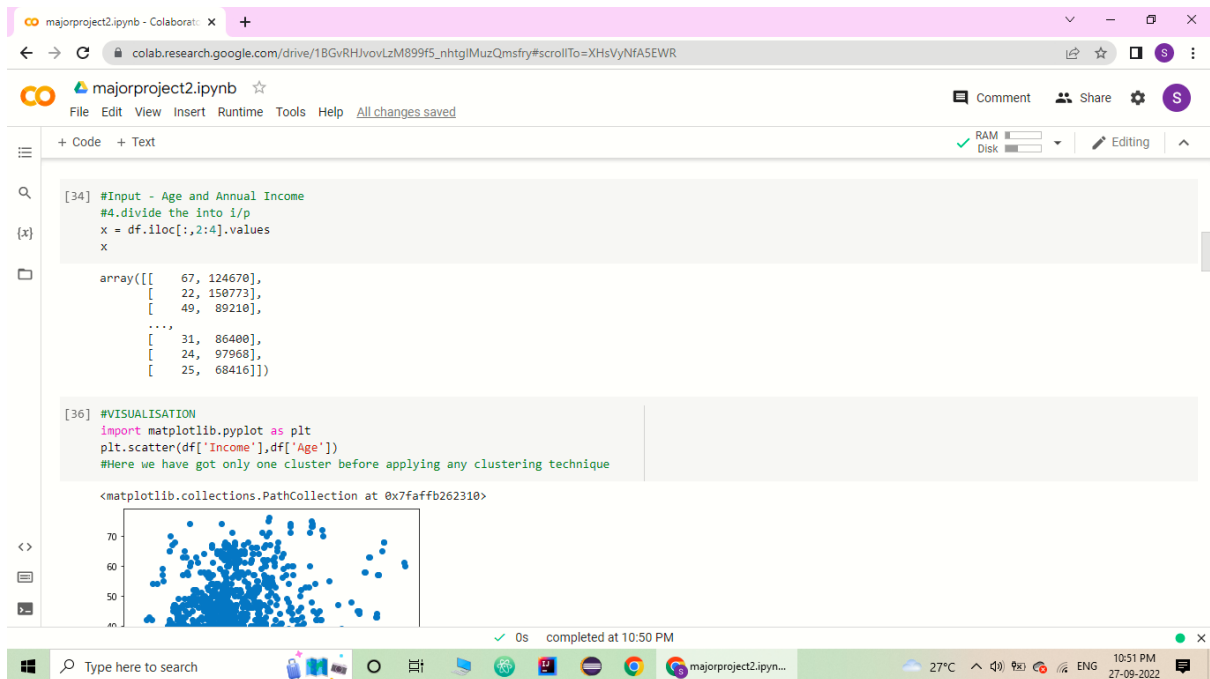 majorproject2.ipynb - Colaborato
colab.research.google.com/drive/1BGvRHJvovLzM899f5_nhtglMuzQmsfry#scrollTo=XHsVyNfA5EWR
S
majorproject2.ipynb
File Edit View Insert Runtime Tools Help All changes saved
Comment Share S
+ Code + Text
RAM
Disk
Editing
[34] #Input - Age and Annual Income
#4.divide the into i/p
x = df.iloc[:,2:4].values
x
array([[ 67, 124670],
[ 22, 150773],
[ 49, 89210],
...,
[ 31, 86400],
[ 24, 97968],
[ 25, 68416]])
[36] #VISUALISATION
import matplotlib.pyplot as plt
plt.scatter(df['Income'],df['Age'])
#Here we have got only one cluster before applying any clustering technique
<matplotlib.collections.PathCollection at 0x7faffb262310>
70
60
50
40
0s completed at 10:50 PM
Type here to search
majorproject2.ipyn...
27°C
ENG
10:51 PM
27-09-2022